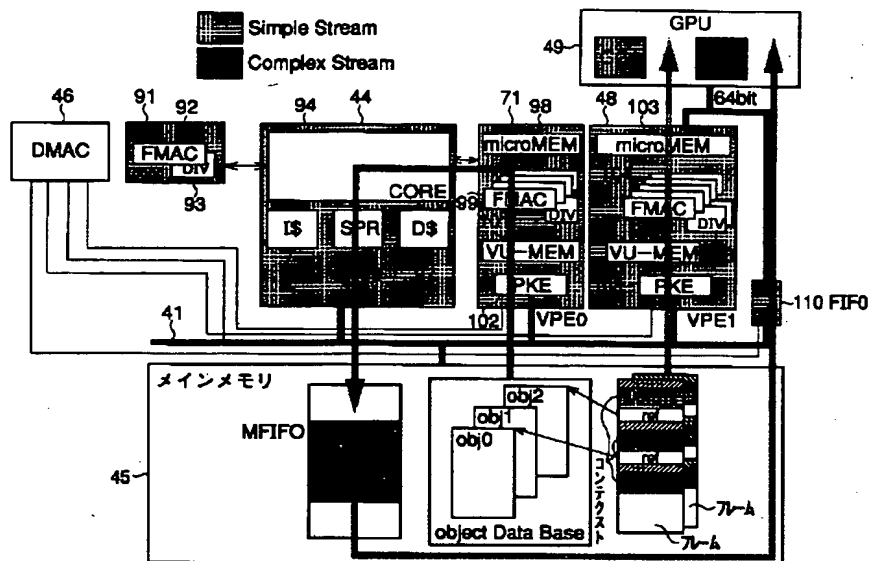 Simple Stream
Complex Stream
GPU
49
64bit
46
91
92
94
44
71
98
48
103
DMAC
FMAC
DIV
93
CORE
I$
SPR
D$
microMEM
99
FMAC
DIV
VU-MEM
PKE
102
VPE0
microMEM
FMAC
DIV
VU-MEM
PKE
VPE1
110 FIFO
41
メインメモリ
45
MFIFO
obj2
obj1
obj0
object Data Base
ref
ref
コンテクスト
フレーム
フレーム